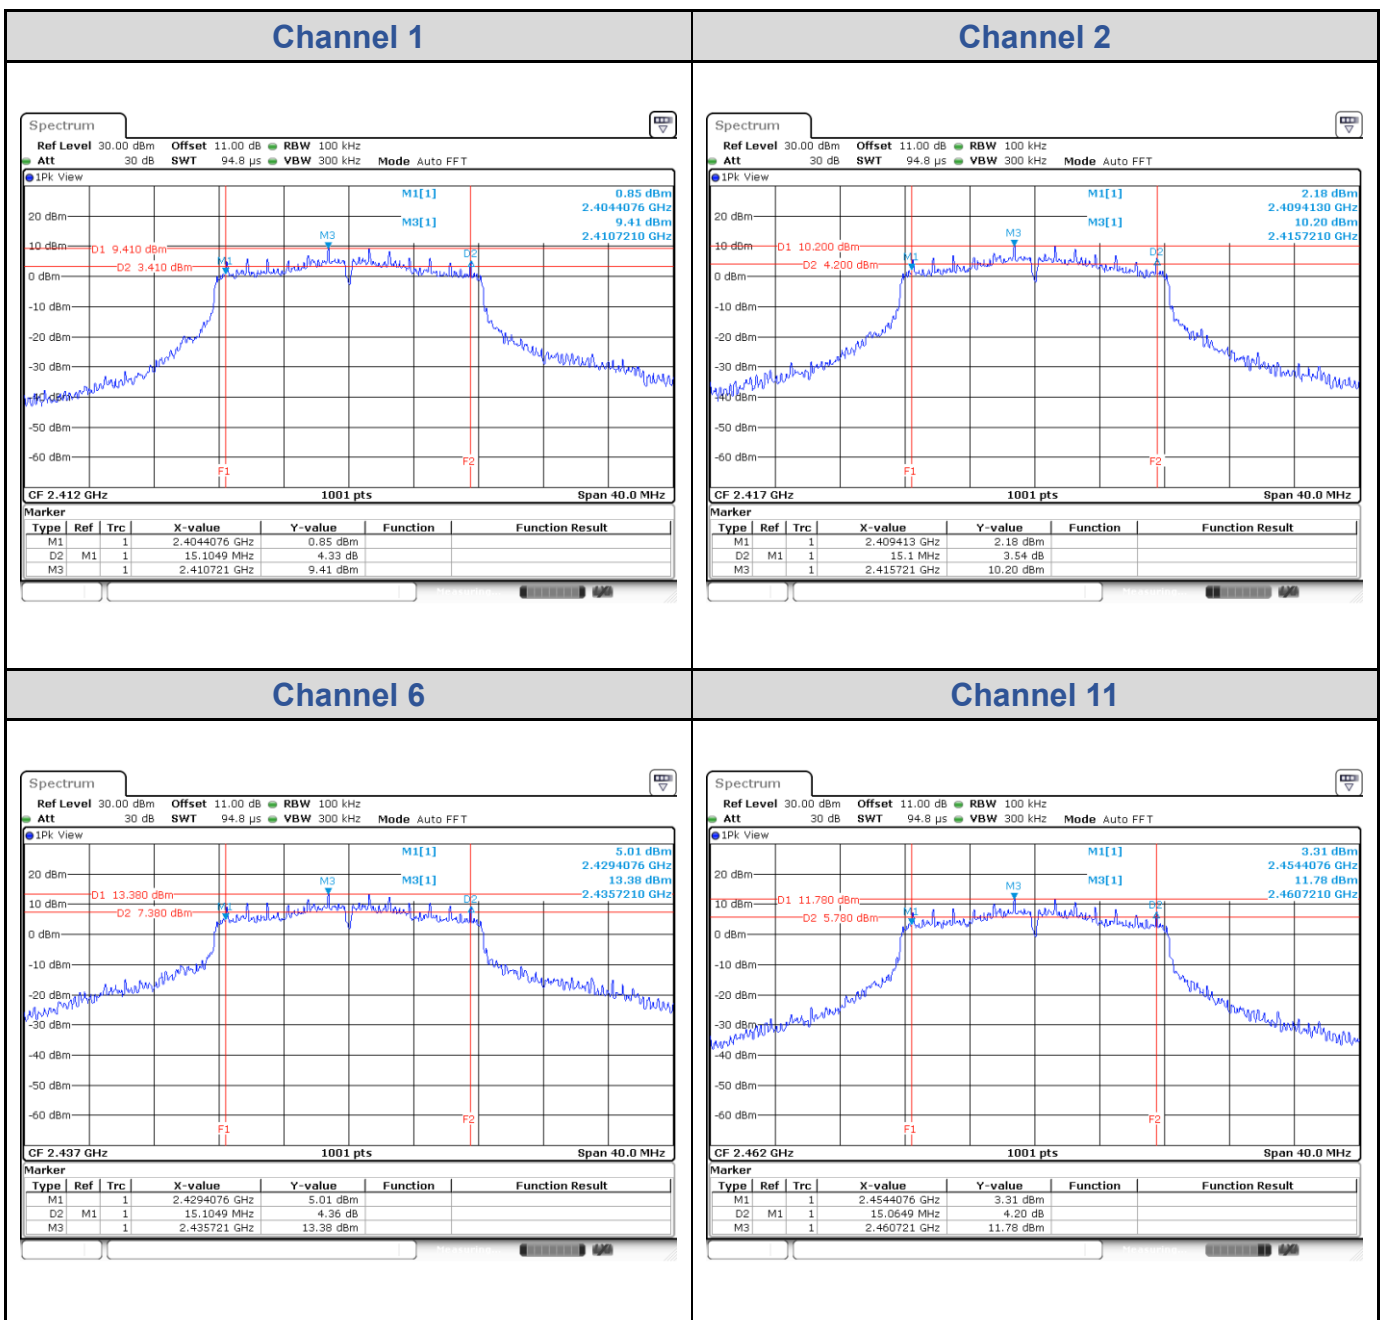 Channel 1
Channel 2
Spectrum
Ref Level 30.00 dBm Offset 11.00 dB RBW 100 kHz
Att 30 dB SWT 94.8 µs VBW 300 kHz Mode Auto FFT
1Pk View
M1[1] 0.85 dBm
2.4044076 GHz
M3[1] 9.41 dBm
2.4107210 GHz
20 dBm
10 dBm
D1 9.410 dBm
D2 3.410 dBm
M1
M3
D2
0 dBm
-10 dBm
-20 dBm
-30 dBm
-40 dBm
-50 dBm
-60 dBm
F1
F2
CF 2.412 GHz 1001 pts Span 40.0 MHz
Marker
Type Ref Trc X-value Y-value Function Function Result
M1 1 2.4044076 GHz 0.85 dBm
D2 M1 1 15.1049 MHz 4.33 dB
M3 1 2.410721 GHz 9.41 dBm
Measuring...
Spectrum
Ref Level 30.00 dBm Offset 11.00 dB RBW 100 kHz
Att 30 dB SWT 94.8 µs VBW 300 kHz Mode Auto FFT
1Pk View
M1[1] 2.18 dBm
2.4094130 GHz
M3[1] 10.20 dBm
2.4157210 GHz
20 dBm
10 dBm
D1 10.200 dBm
D2 4.200 dBm
M1
M3
D2
0 dBm
-10 dBm
-20 dBm
-30 dBm
-40 dBm
-50 dBm
-60 dBm
F1
F2
CF 2.417 GHz 1001 pts Span 40.0 MHz
Marker
Type Ref Trc X-value Y-value Function Function Result
M1 1 2.409413 GHz 2.18 dBm
D2 M1 1 15.1 MHz 3.54 dB
M3 1 2.415721 GHz 10.20 dBm
Measuring...
Channel 6
Channel 11
Spectrum
Ref Level 30.00 dBm Offset 11.00 dB RBW 100 kHz
Att 30 dB SWT 94.8 µs VBW 300 kHz Mode Auto FFT
1Pk View
M1[1] 5.01 dBm
2.4294076 GHz
M3[1] 13.38 dBm
2.4357210 GHz
20 dBm
D1 13.380 dBm
10 dBm
D2 7.380 dBm
M1
M3
D2
0 dBm
-10 dBm
-20 dBm
-30 dBm
-40 dBm
-50 dBm
-60 dBm
F1
F2
CF 2.437 GHz 1001 pts Span 40.0 MHz
Marker
Type Ref Trc X-value Y-value Function Function Result
M1 1 2.4294076 GHz 5.01 dBm
D2 M1 1 15.1049 MHz 4.36 dB
M3 1 2.435721 GHz 13.38 dBm
Measuring...
Spectrum
Ref Level 30.00 dBm Offset 11.00 dB RBW 100 kHz
Att 30 dB SWT 94.8 µs VBW 300 kHz Mode Auto FFT
1Pk View
M1[1] 3.31 dBm
2.4544076 GHz
M3[1] 11.78 dBm
2.4607210 GHz
20 dBm
D1 11.780 dBm
10 dBm
D2 5.780 dBm
M1
M3
D2
0 dBm
-10 dBm
-20 dBm
-30 dBm
-40 dBm
-50 dBm
-60 dBm
F1
F2
CF 2.462 GHz 1001 pts Span 40.0 MHz
Marker
Type Ref Trc X-value Y-value Function Function Result
M1 1 2.4544076 GHz 3.31 dBm
D2 M1 1 15.0649 MHz 4.20 dB
M3 1 2.460721 GHz 11.78 dBm
Measuring...